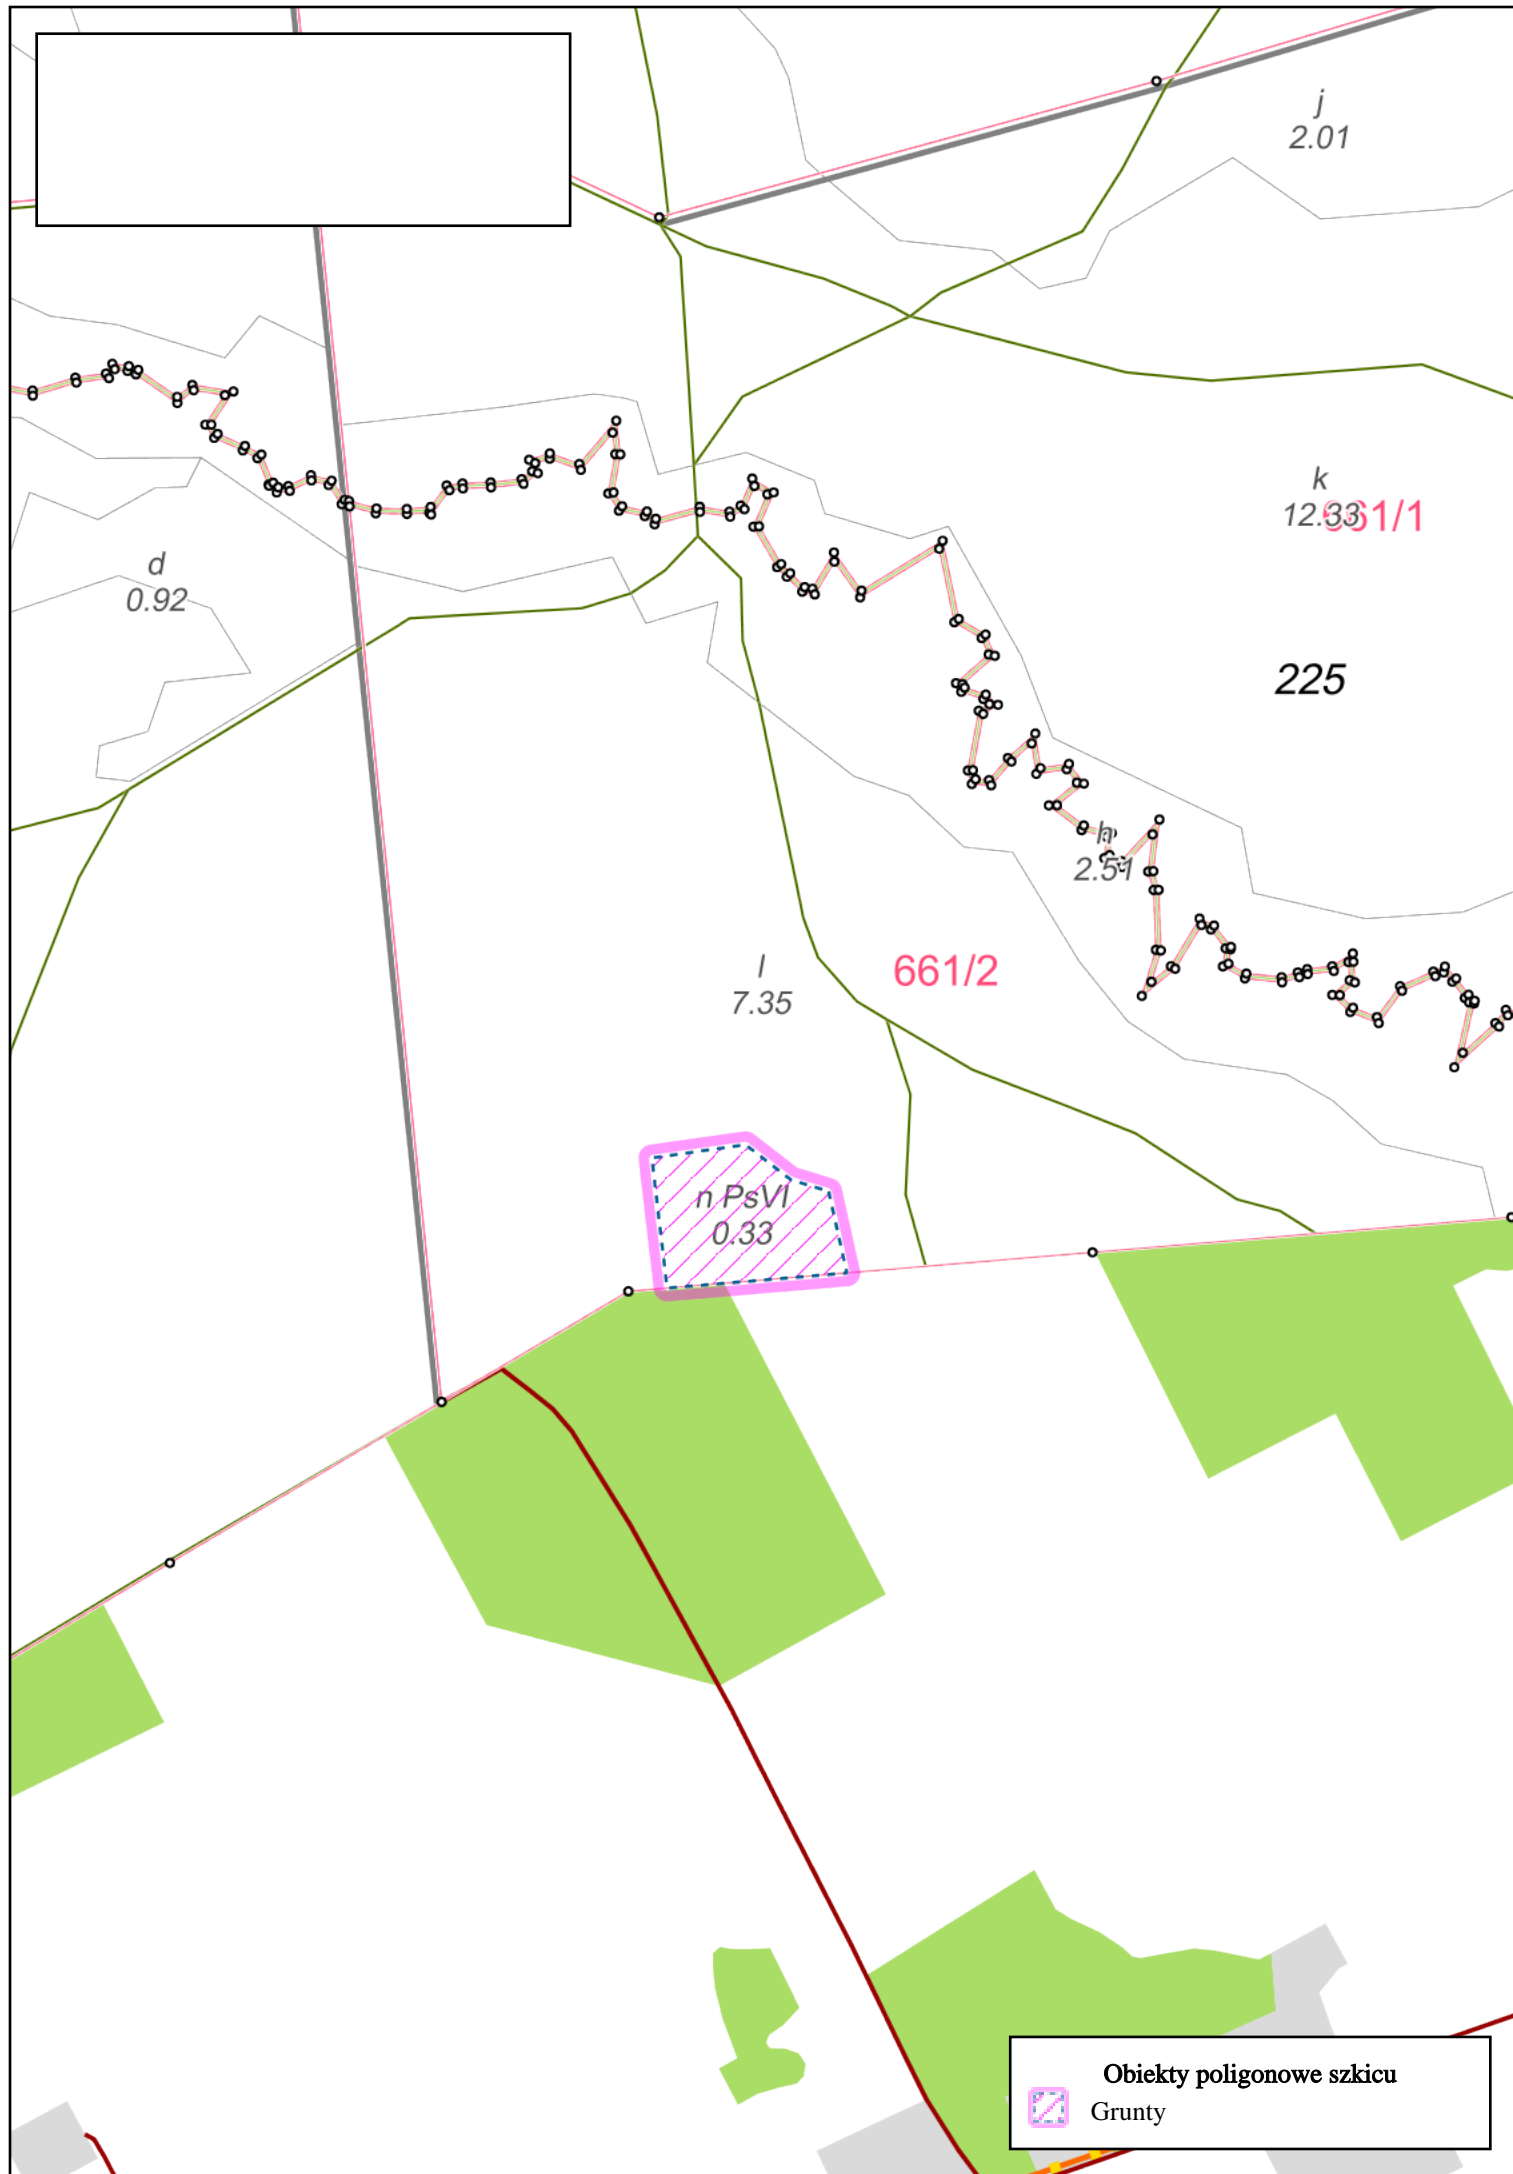 j
2.01
k
12.33
661/1
d
0.92
225
h
2.51
l
7.35
661/2
n PsVI
0.33
Obiekty poligonowe szkicu
Grunty